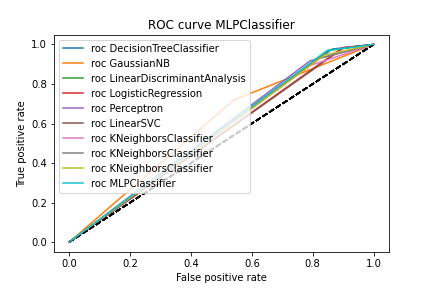 ROC curve MLPClassifier
1.0
0.8
0.6
0.4
0.2
0.0
True positive rate
roc DecisionTreeClassifier
roc GaussianNB
roc LinearDiscriminantAnalysis
roc LogisticRegression
roc Perceptron
roc LinearSVC
roc KNeighborsClassifier
roc KNeighborsClassifier
roc KNeighborsClassifier
roc MLPClassifier
0.0 0.2 0.4 0.6 0.8 1.0
False positive rate